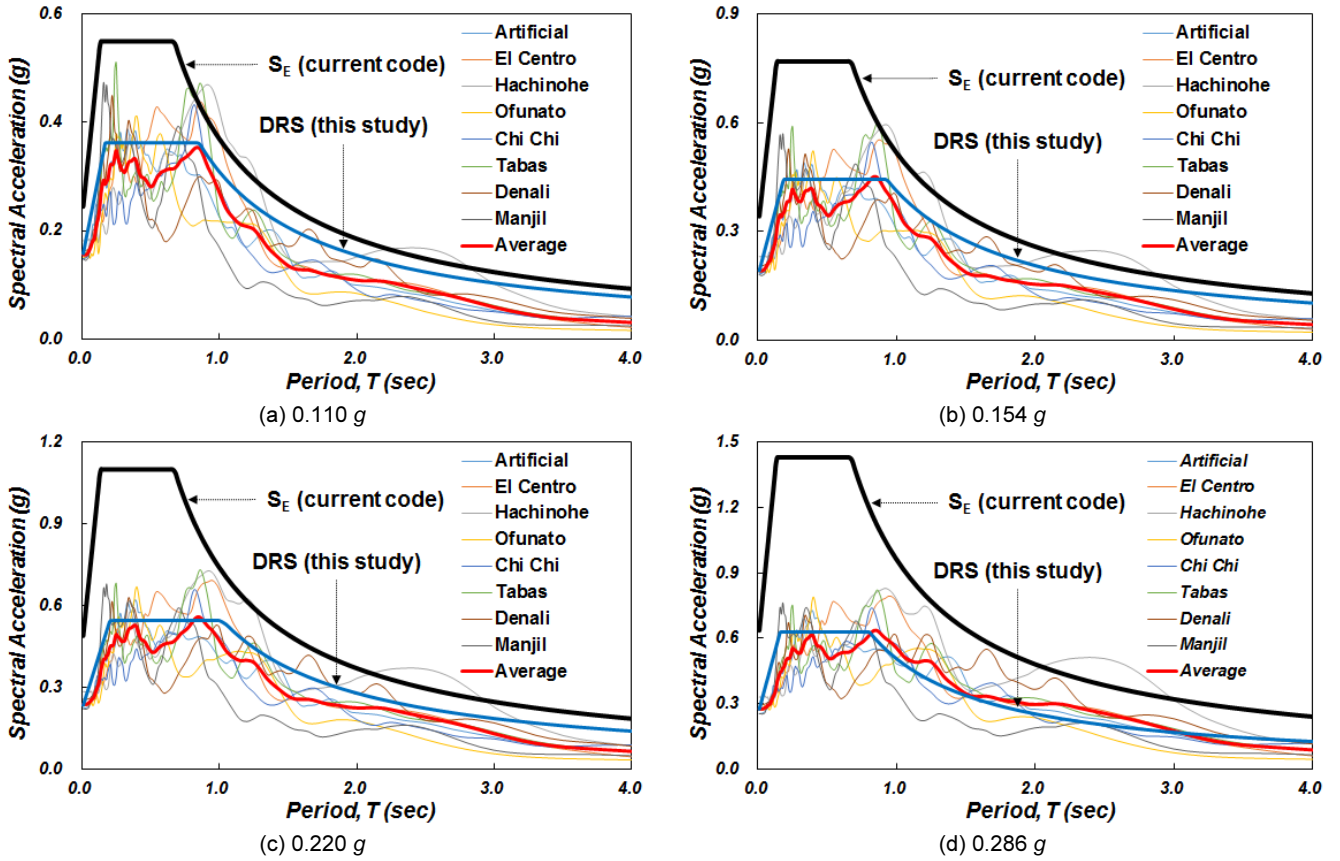 Spectral Acceleration (g)
0.6
0.4
0.2
0.0
0.0 1.0 2.0 3.0 4.0
Period, T (sec)
SE (current code)
DRS (this study)
Artificial
El Centro
Hachinohe
Ofunato
Chi Chi
Tabas
Denali
Manjil
Average
(a) 0.110 g
Spectral Acceleration (g)
0.9
0.6
0.3
0.0
0.0 1.0 2.0 3.0 4.0
Period, T (sec)
SE (current code)
DRS (this study)
Artificial
El Centro
Hachinohe
Ofunato
Chi Chi
Tabas
Denali
Manjil
Average
(b) 0.154 g
Spectral Acceleration (g)
1.2
0.9
0.6
0.3
0.0
0.0 1.0 2.0 3.0 4.0
Period, T (sec)
SE (current code)
DRS (this study)
Artificial
El Centro
Hachinohe
Ofunato
Chi Chi
Tabas
Denali
Manjil
Average
(c) 0.220 g
Spectral Acceleration (g)
1.5
1.2
0.9
0.6
0.3
0.0
0.0 1.0 2.0 3.0 4.0
Period, T (sec)
SE (current code)
DRS (this study)
Artificial
El Centro
Hachinohe
Ofunato
Chi Chi
Tabas
Denali
Manjil
Average
(d) 0.286 g